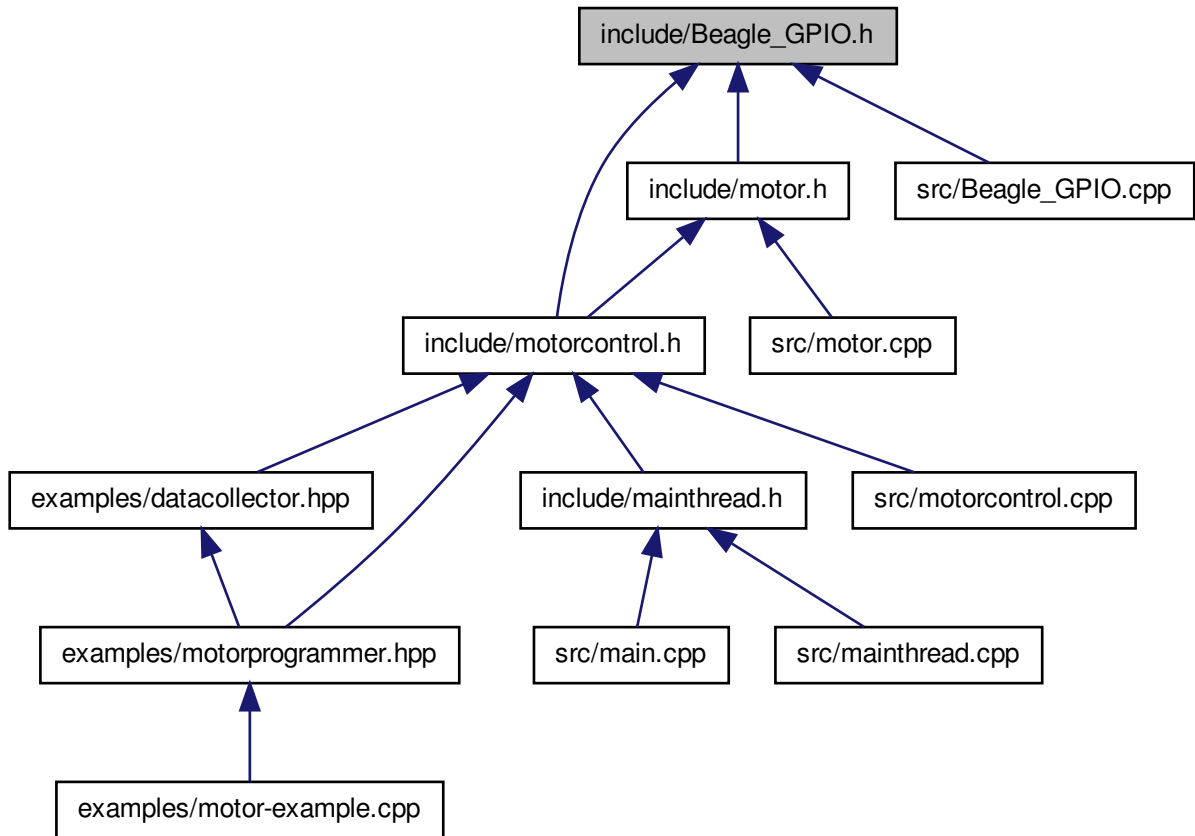 include/Beagle_GPIO.h
include/motor.h
src/Beagle_GPIO.cpp
include/motorcontrol.h
src/motor.cpp
examples/datacollector.hpp
include/mainthread.h
src/motorcontrol.cpp
examples/motorprogrammer.hpp
src/main.cpp
src/mainthread.cpp
examples/motor-example.cpp